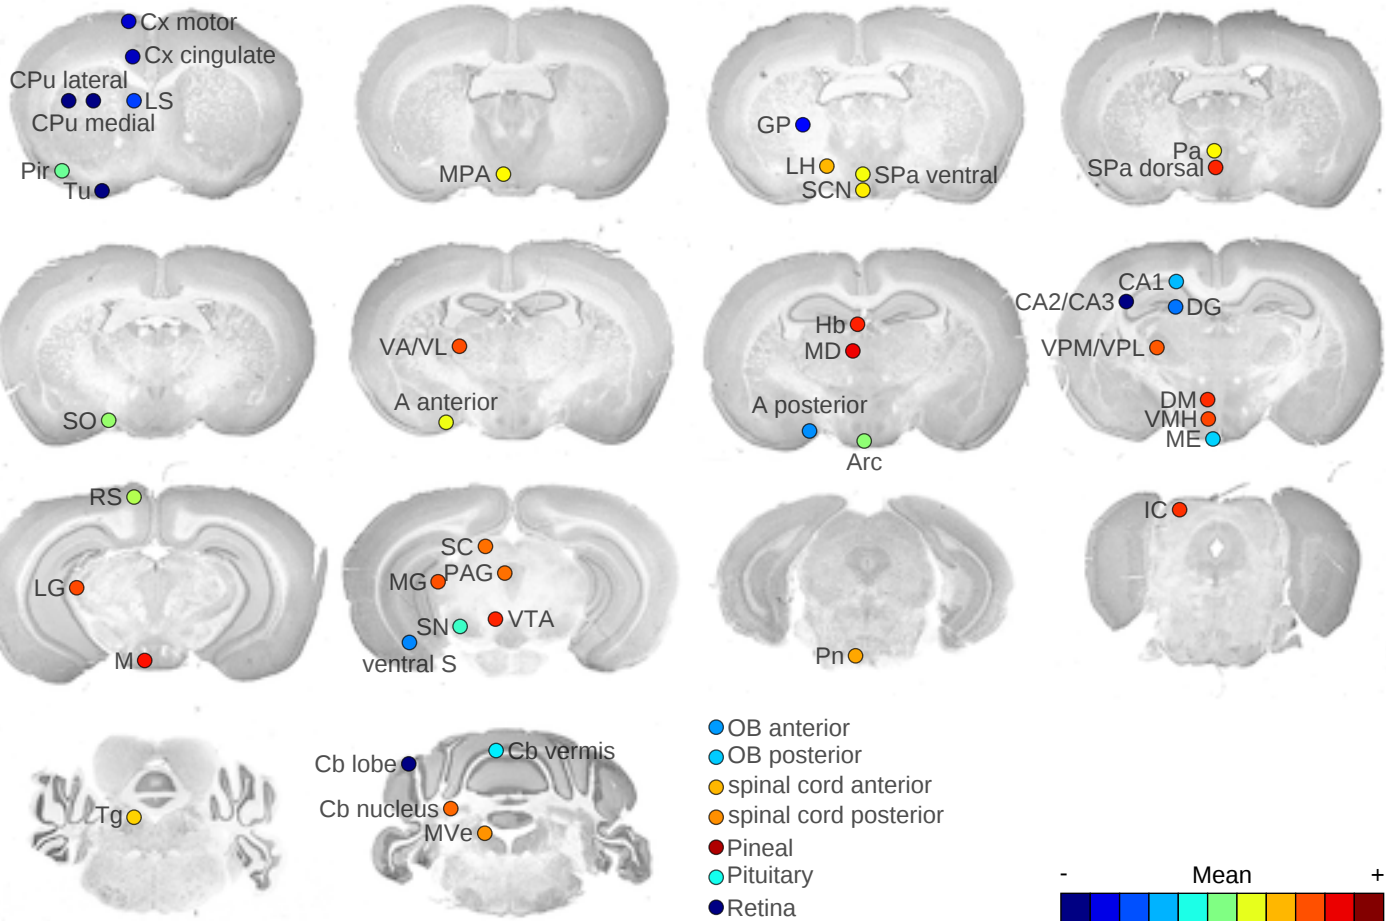 Cx motor
Cx cingulate
CPu lateral
LS
CPu medial
Pir
Tu
MPA
GP
LH
SPa ventral
SCN
Pa
SPa dorsal
SO
VA/VL
A anterior
Hb
MD
A posterior
Arc
CA1
CA2/CA3
DG
VPM/VPL
DM
VMH
ME
RS
LG
M
SC
PAG
MG
VTA
SN
ventral S
Pn
IC
Tg
Cb vermis
Cb lobe
Cb nucleus
MVe
OB anterior
OB posterior
spinal cord anterior
spinal cord posterior
Pineal
Pituitary
Retina
- Mean +